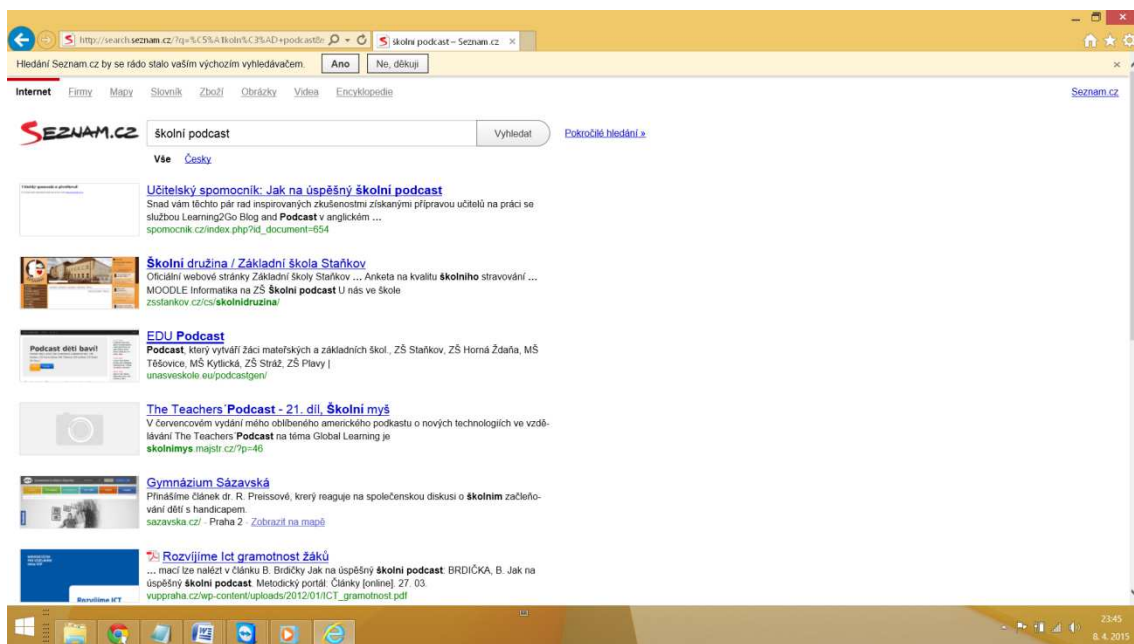 http://search.seznam.cz/?q=%C5%A1koln%C3%AD+podcast&
školní podcast – Seznam.cz
Hledání Seznam.cz by se rádo stalo vaším výchozím vyhledávačem. Ano Ne, děkuji
Internet Firmy Mapy Slovník Zboží Obrázky Videa Encyklopedie Seznam.cz
SEZNAM.CZ školní podcast Vyhledat Pokročilé hledání »
Vše Česky
Učitelský spomocník: Jak na úspěšný školní podcast
Snad vám těchto pár rad inspirovaných zkušenostmi získanými přípravou učitelů na práci se
službou Learning2Go Blog and Podcast v anglickém ...
spomocnik.cz/index.php?id_document=654
Školní družina / Základní škola Staňkov
Oficiální webové stránky Základní školy Staňkov ... Anketa na kvalitu školního stravování ...
MOODLE Informatika na ZŠ Školní podcast U nás ve škole
zsstankov.cz/cs/skolnidruzina/
EDU Podcast
Podcast děti baví!
Podcast, který vytváří žáci mateřských a základních škol., ZŠ Staňkov, ZŠ Horná Ždaňa, MŠ
Těšovice, MŠ Kytlická, ZŠ Stráž, ZŠ Plavy |
unasveskole.eu/podcastgen/
The Teachers´Podcast - 21. díl, Školní myš
V červencovém vydání mého oblíbeného amerického podkastu o nových technologiích ve vzdě-
lávání The Teachers´Podcast na téma Global Learning je
skolnimys.majstr.cz/?p=46
Gymnázium Sázavská
Přinášíme článek dr. R. Preissové, krerý reaguje na společenskou diskusi o školním začleňo-
vání dětí s handicapem.
sazavska.cz/ - Praha 2 - Zobrazit na mapě
Rozvíjíme Ict gramotnost žáků
... mací lze nalézt v článku B. Brdičky Jak na úspěšný školní podcast: BRDIČKA, B. Jak na
úspěšný školní podcast. Metodický portál: Články [online]. 27. 03.
vuppraha.cz/wp-content/uploads/2012/01/ICT_gramotnost.pdf
Rozvíjíme ICT
23:45
8. 4. 2015